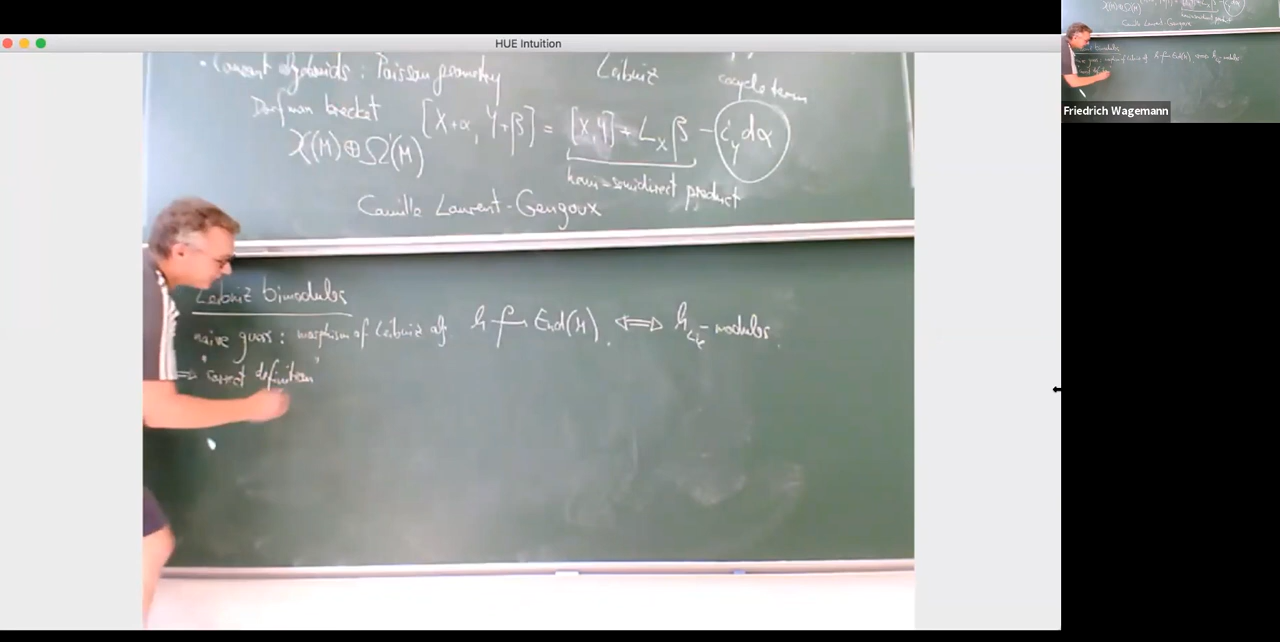 HUE Intuition
• Courant algebroids : Poisson geometry
Leibniz
cocycle term
Dorfman bracket
[X+α, Y+β] = [X,Y] + L_X β - i_Y dα
X(M)⊕Ω¹(M)
hemi-semidirect product
Camille Laurent-Gengoux
Leibniz bimodules
naive guess : morphism of Leibniz alg. h → End(M). ⟺ h_Lie-modules.
⟹ "correct definition"
Friedrich Wagemann